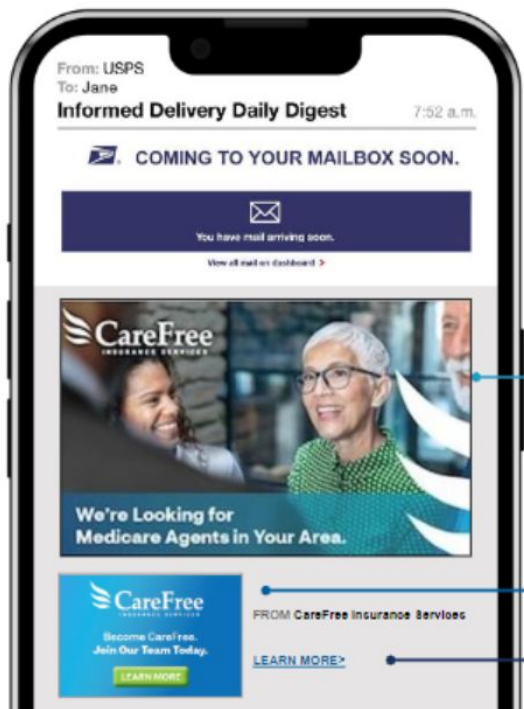 From: USPS
To: Jane
Informed Delivery Daily Digest 7:52 a.m.
COMING TO YOUR MAILBOX SOON.
You have mail arriving soon.
View all mail on dashboard >
CareFree
INSURANCE SERVICES
We're Looking for
Medicare Agents in Your Area.
CareFree
INSURANCE SERVICES
Become CareFree.
Join Our Team Today.
LEARN MORE
FROM CareFree Insurance Services
LEARN MORE>